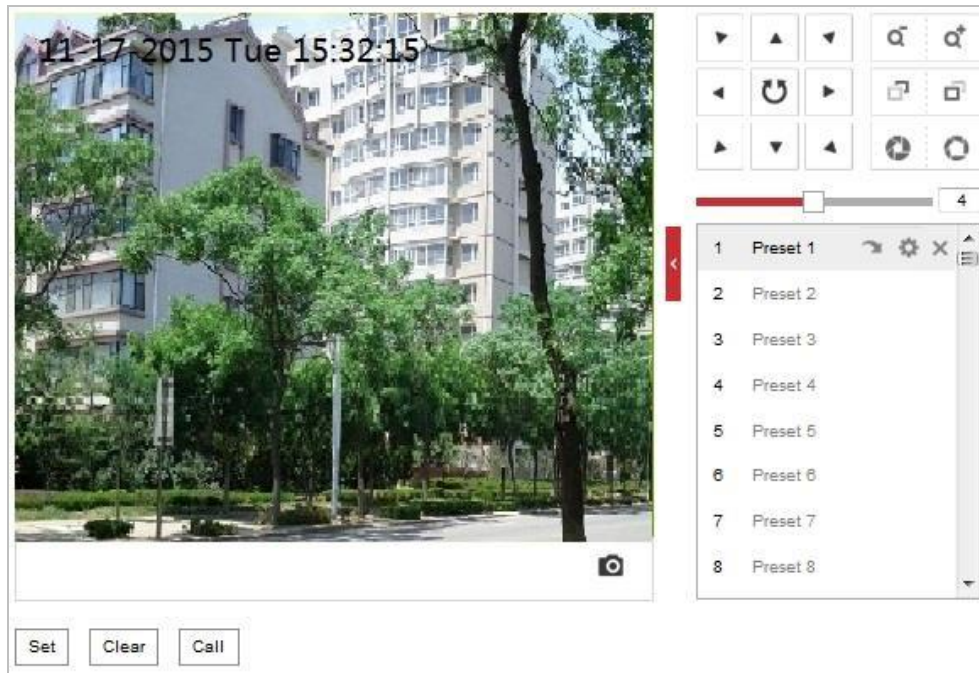 11-17-2015 Tue 15:32:15
4
1 Preset 1
2 Preset 2
3 Preset 3
4 Preset 4
5 Preset 5
6 Preset 6
7 Preset 7
8 Preset 8
Set Clear Call